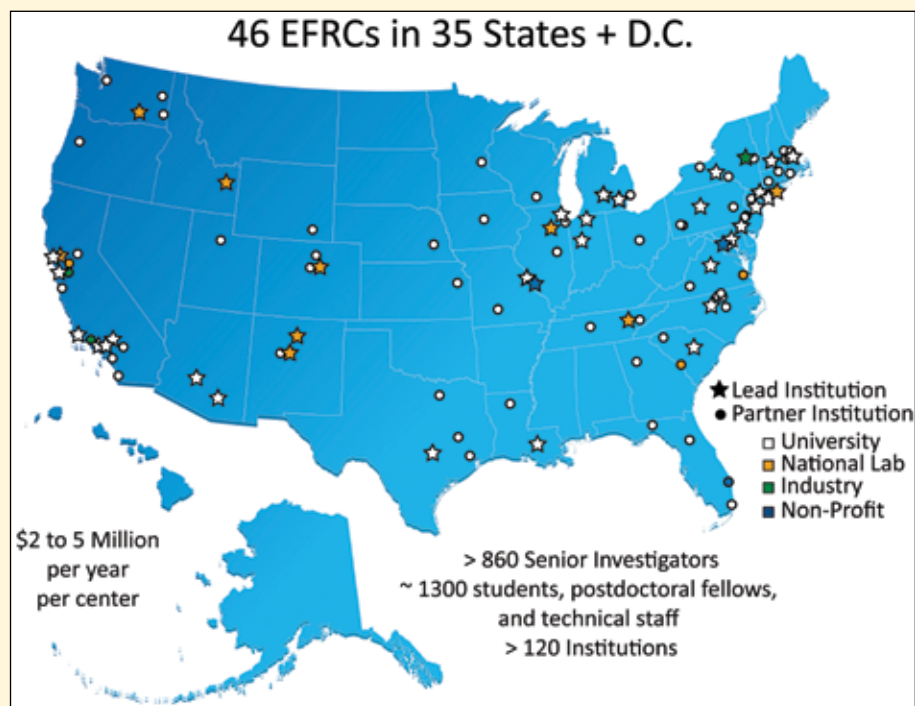 46 EFRCs in 35 States + D.C.
Lead Institution
Partner Institution
University
National Lab
Industry
Non-Profit
$2 to 5 Million
per year
per center
> 860 Senior Investigators
~ 1300 students, postdoctoral fellows,
and technical staff
> 120 Institutions